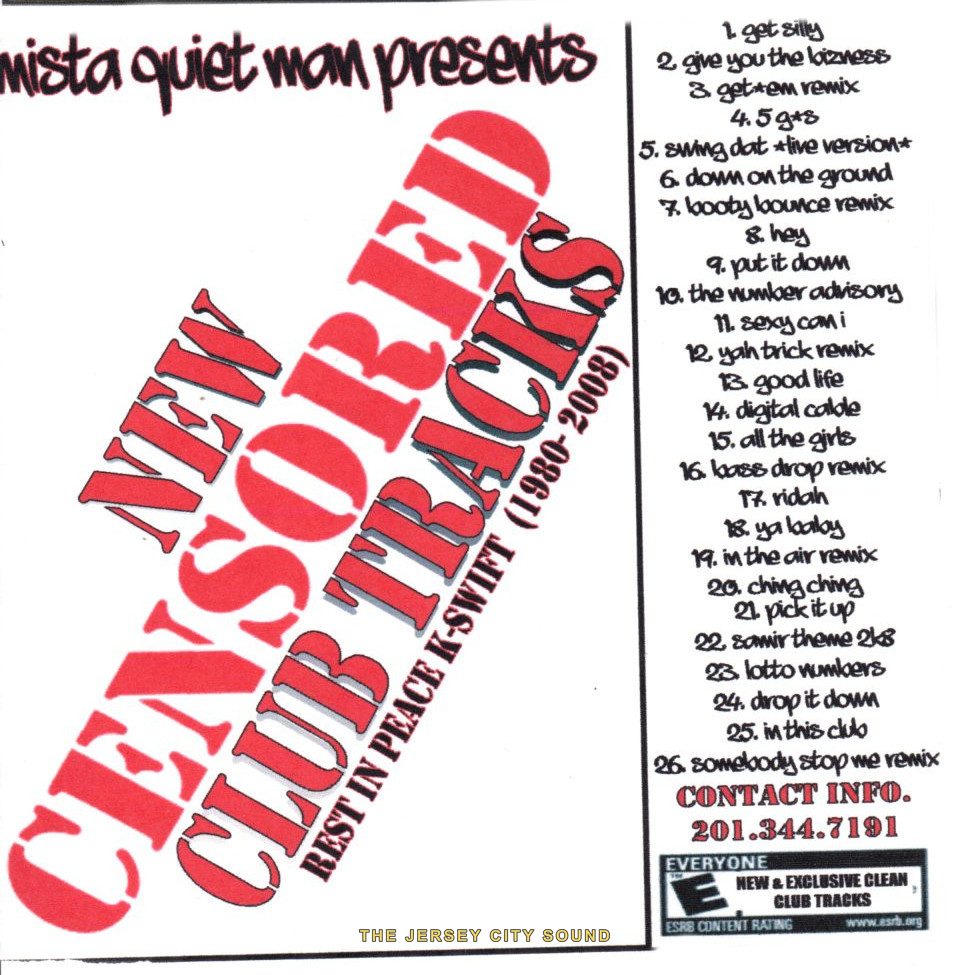 mista quiet man presents
NEW
CENSORED
CLUB TRACKS
REST IN PEACE K-SWIFT (1980-2008)
THE JERSEY CITY SOUND
1. get silly
2. give you the bizness
3. get*em remix
4. 5 g*s
5. swing dat *live version*
6. down on the ground
7. booty bounce remix
8. hey
9. put it down
10. the number advisory
11. sexy can i
12. yah trick remix
13. good life
14. digital calde
15. all the girls
16. bass drop remix
17. ridah
18. ya baby
19. in the air remix
20. ching ching
21. pick it up
22. samir theme 2k8
23. lotto numbers
24. drop it down
25. in this club
26. somebody stop me remix
CONTACT INFO.
201.344.7191
EVERYONE
E
TM
NEW & EXCLUSIVE CLEAN
CLUB TRACKS
ESRB CONTENT RATING www.esrb.org